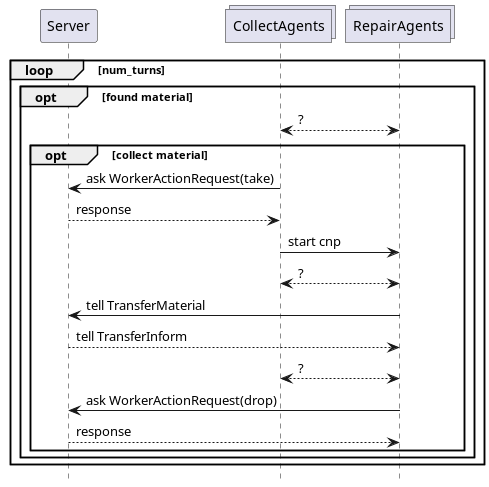 Server CollectAgents RepairAgents
loop [num_turns]
opt [found material]
?
opt [collect material]
ask WorkerActionRequest(take)
response
start cnp
?
tell TransferMaterial
tell TransferInform
?
ask WorkerActionRequest(drop)
response